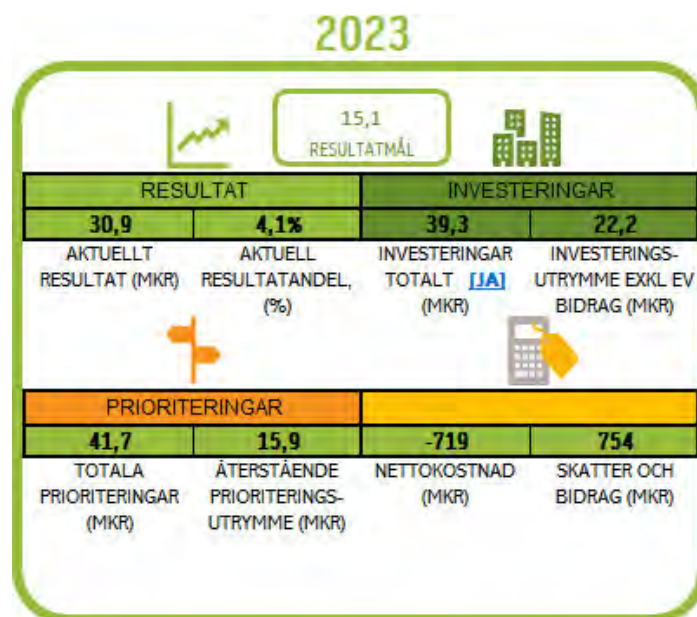 2023
15,1
RESULTATMÅL
RESULTAT
INVESTERINGAR
30,9
4,1%
39,3
22,2
AKTUELLT
RESULTAT (MKR)
AKTUELL
RESULTATANDEL,
(%)
INVESTERINGAR
TOTALT [JA]
(MKR)
INVESTERINGS-
UTRYMME EXKL EV
BIDRAG (MKR)
PRIORITERINGAR
41,7
15,9
-719
754
TOTALA
PRIORITERINGAR
(MKR)
ÅTERSTÅENDE
PRIORITERINGS-
UTRYMME (MKR)
NETTOKOSTNAD
(MKR)
SKATTER OCH
BIDRAG (MKR)